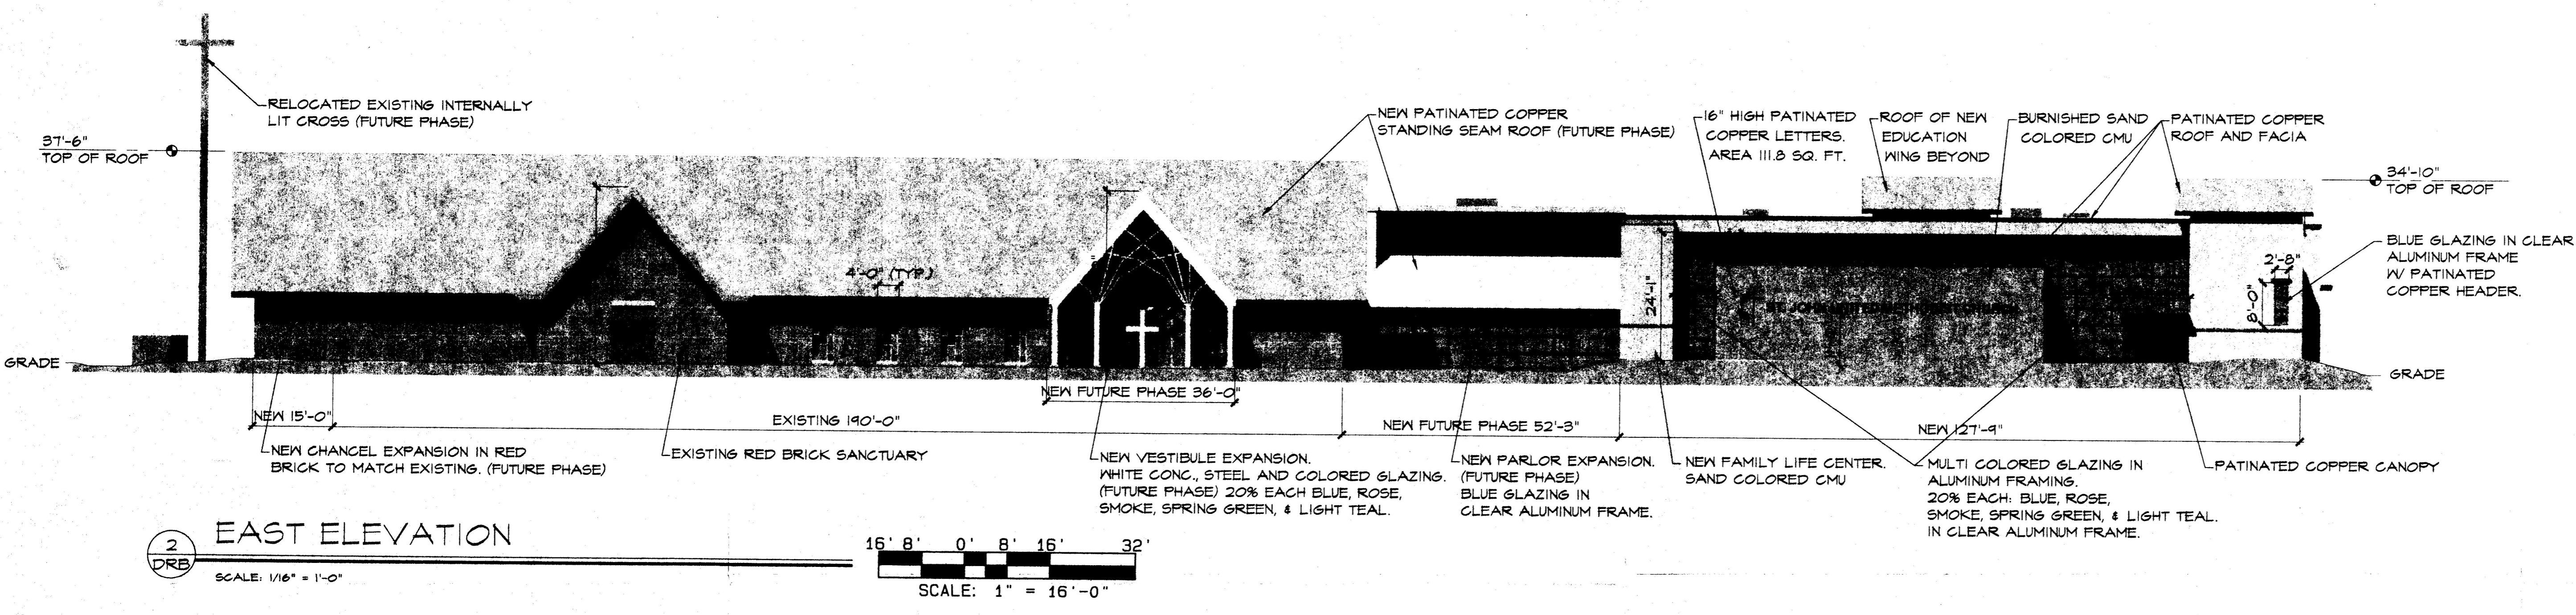 RELOCATED EXISTING INTERNALLY
LIT CROSS (FUTURE PHASE)
37'-6"
TOP OF ROOF
NEW PATINATED COPPER
STANDING SEAM ROOF (FUTURE PHASE)
16" HIGH PATINATED
COPPER LETTERS.
AREA 111.8 SQ. FT.
ROOF OF NEW
EDUCATION
WING BEYOND
BURNISHED SAND
COLORED CMU
PATINATED COPPER
ROOF AND FACIA
34'-10"
TOP OF ROOF
BLUE GLAZING IN CLEAR
ALUMINUM FRAME
W/ PATINATED
COPPER HEADER.
4'-0" (TYP.)
24'-1"
2'-8"
8'-0"
GRADE
GRADE
NEW FUTURE PHASE 36'-0"
NEW 15'-0"
EXISTING 190'-0"
NEW FUTURE PHASE 52'-3"
NEW 127'-9"
NEW CHANCEL EXPANSION IN RED
BRICK TO MATCH EXISTING. (FUTURE PHASE)
EXISTING RED BRICK SANCTUARY
NEW VESTIBULE EXPANSION.
WHITE CONC., STEEL AND COLORED GLAZING.
(FUTURE PHASE) 20% EACH BLUE, ROSE,
SMOKE, SPRING GREEN, & LIGHT TEAL.
NEW PARLOR EXPANSION.
(FUTURE PHASE)
BLUE GLAZING IN
CLEAR ALUMINUM FRAME.
NEW FAMILY LIFE CENTER.
SAND COLORED CMU
MULTI COLORED GLAZING IN
ALUMINUM FRAMING.
20% EACH: BLUE, ROSE,
SMOKE, SPRING GREEN, & LIGHT TEAL.
IN CLEAR ALUMINUM FRAME.
PATINATED COPPER CANOPY
2
DRB
EAST ELEVATION
SCALE: 1/16" = 1'-0"
16' 8' 0' 8' 16' 32'
SCALE: 1" = 16'-0"